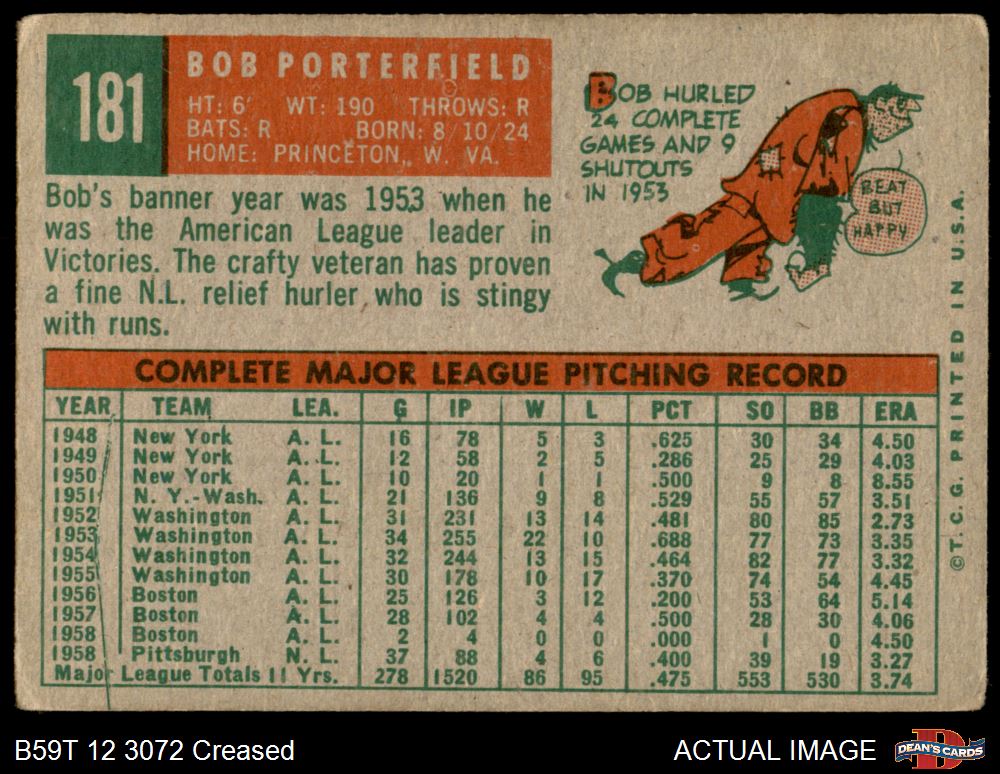 181
BOB PORTERFIELD
HT: 6' WT: 190 THROWS: R
BATS: R BORN: 8/10/24
HOME: PRINCETON, W. VA.
Bob's banner year was 1953 when he
was the American League leader in
Victories. The crafty veteran has proven
a fine N.L. relief hurler who is stingy
with runs.
BOB HURLED
24 COMPLETE
GAMES AND 9
SHUTOUTS
IN 1953
BEAT
BUT
HAPPY
©T.C.G. PRINTED IN U.S.A.
COMPLETE MAJOR LEAGUE PITCHING RECORD
YEAR TEAM LEA. G IP W L PCT SO BB ERA
1948 New York A. L. 16 78 5 3 .625 30 34 4.50
1949 New York A. L. 12 58 2 5 .286 25 29 4.03
1950 New York A. L. 10 20 1 1 .500 9 8 8.55
1951 N. Y.-Wash. A. L. 21 136 9 8 .529 55 57 3.51
1952 Washington A. L. 31 231 13 14 .481 80 85 2.73
1953 Washington A. L. 34 255 22 10 .688 77 73 3.35
1954 Washington A. L. 32 244 13 15 .464 82 77 3.32
1955 Washington A. L. 30 178 10 17 .370 74 54 4.45
1956 Boston A. L. 25 126 3 12 .200 53 64 5.14
1957 Boston A. L. 28 102 4 4 .500 28 30 4.06
1958 Boston A. L. 2 4 0 0 .000 1 0 4.50
1958 Pittsburgh N. L. 37 88 4 6 .400 39 19 3.27
Major League Totals 11 Yrs. 278 1520 86 95 .475 553 530 3.74
B59T 12 3072 Creased
ACTUAL IMAGE
DEAN'S CARDS